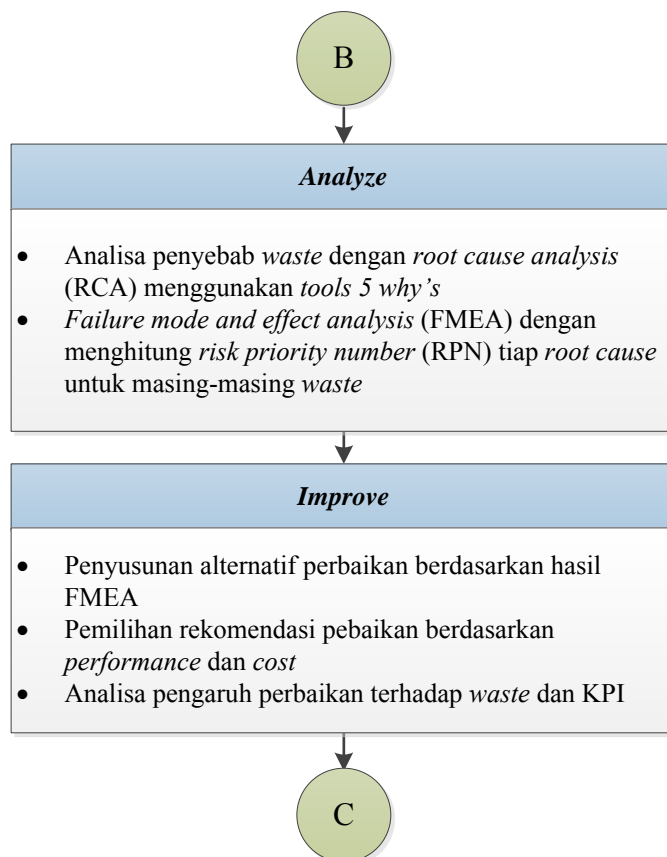 B
Analyze
• Analisa penyebab waste dengan root cause analysis
(RCA) menggunakan tools 5 why’s
• Failure mode and effect analysis (FMEA) dengan
menghitung risk priority number (RPN) tiap root cause
untuk masing-masing waste
Improve
• Penyusunan alternatif perbaikan berdasarkan hasil
FMEA
• Pemilihan rekomendasi pebaikan berdasarkan
performance dan cost
• Analisa pengaruh perbaikan terhadap waste dan KPI
C